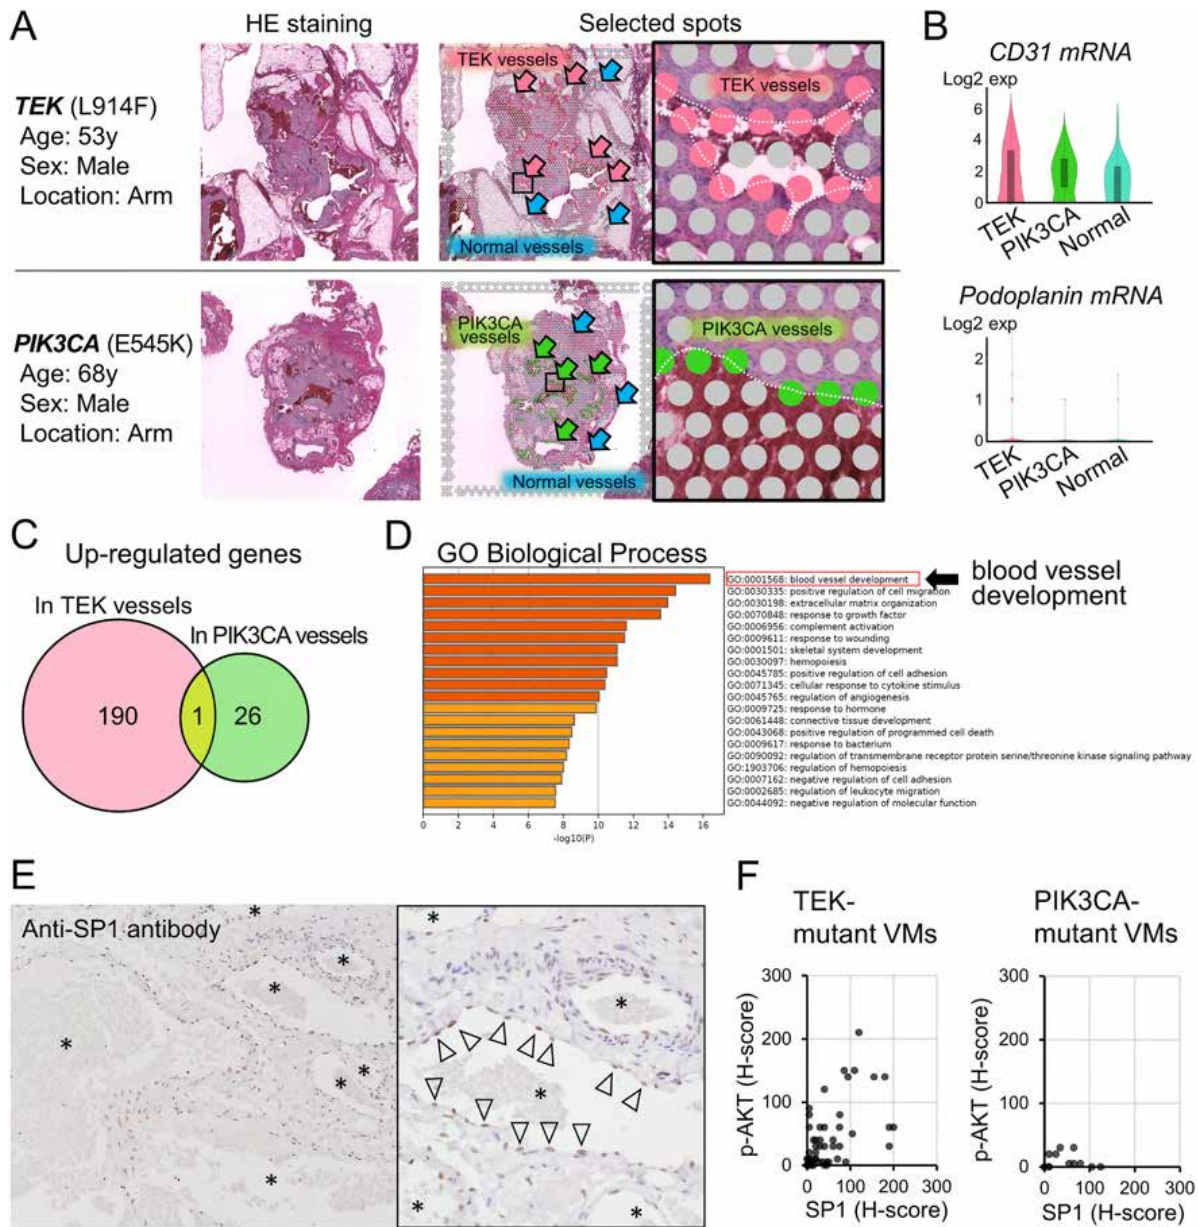 A
HE staining
Selected spots
TEK (L914F)
Age: 53y
Sex: Male
Location: Arm
TEK vessels
Normal vessels
TEK vessels
PIK3CA (E545K)
Age: 68y
Sex: Male
Location: Arm
PIK3CA
vessels
Normal vessels
PIK3CA vessels
B
CD31 mRNA
Log2 exp
6
4
2
0
TEK
PIK3CA
Normal
Podoplanin mRNA
Log2 exp
2
1
0
TEK
PIK3CA
Normal
C
Up-regulated genes
In TEK vessels
In PIK3CA vessels
190
1
26
D
GO Biological Process
GO:0001568: blood vessel development
GO:0030335: positive regulation of cell migration
GO:0030198: extracellular matrix organization
GO:0070848: response to growth factor
GO:0006956: complement activation
GO:0009611: response to wounding
GO:0001501: skeletal system development
GO:0030097: hemopoiesis
GO:0045785: positive regulation of cell adhesion
GO:0071345: cellular response to cytokine stimulus
GO:0045765: regulation of angiogenesis
GO:0009725: response to hormone
GO:0061448: connective tissue development
GO:0043068: positive regulation of programmed cell death
GO:0009617: response to bacterium
GO:0090092: regulation of transmembrane receptor protein serine/threonine kinase signaling pathway
GO:1903706: regulation of hemopoiesis
GO:0007162: negative regulation of cell adhesion
GO:0002685: regulation of leukocyte migration
GO:0044092: negative regulation of molecular function
0 2 4 6 8 10 12 14 16
-log10(P)
blood vessel
development
E
Anti-SP1 antibody
F
TEK-
mutant VMs
300
200
100
0
0 100 200 300
p-AKT (H-score)
SP1 (H-score)
PIK3CA-
mutant VMs
300
200
100
0
0 100 200 300
p-AKT (H-score)
SP1 (H-score)